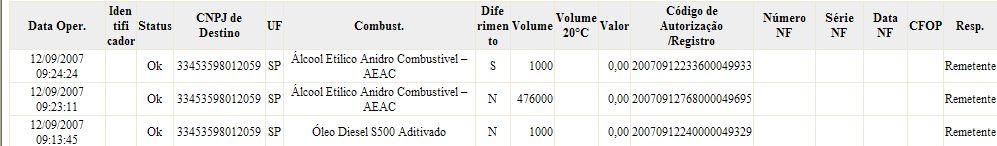 Data Oper. Iden tifi cador Status CNPJ de Destino UF Combust. Dife rimen to Volume Volume 20°C Valor Código de Autorização /Registro Número NF Série NF Data NF CFOP Resp.
12/09/2007 09:24:24 Ok 33453598012059 SP Álcool Etílico Anidro Combustível – AEAC S 1000 0,00 20070912233600049933 Remetente
12/09/2007 09:23:11 Ok 33453598012059 SP Álcool Etílico Anidro Combustível – AEAC N 476000 0,00 20070912768000049695 Remetente
12/09/2007 09:13:45 Ok 33453598012059 SP Óleo Diesel S500 Aditivado N 1000 0,00 20070912240000049329 Remetente